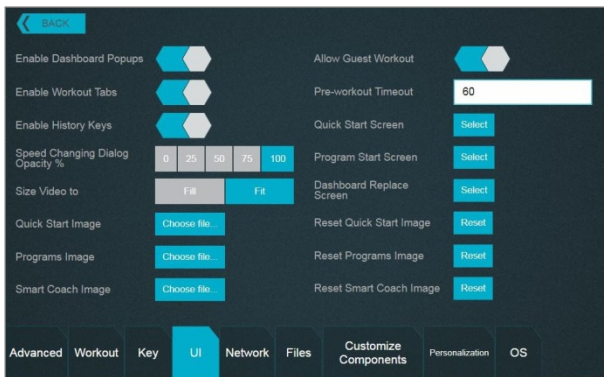 BACK
Enable Dashboard Popups
Allow Guest Workout
Enable Workout Tabs
Pre-workout Timeout
60
Enable History Keys
Quick Start Screen
Select
Speed Changing Dialog
Opacity %
0 25 50 75 100
Program Start Screen
Select
Size Video to
Fill Fit
Dashboard Replace
Screen
Select
Quick Start Image
Choose file...
Reset Quick Start Image
Reset
Programs Image
Choose file...
Reset Programs Image
Reset
Smart Coach Image
Choose file...
Reset Smart Coach Image
Reset
Advanced Workout Key UI Network Files Customize
Components Personalization OS